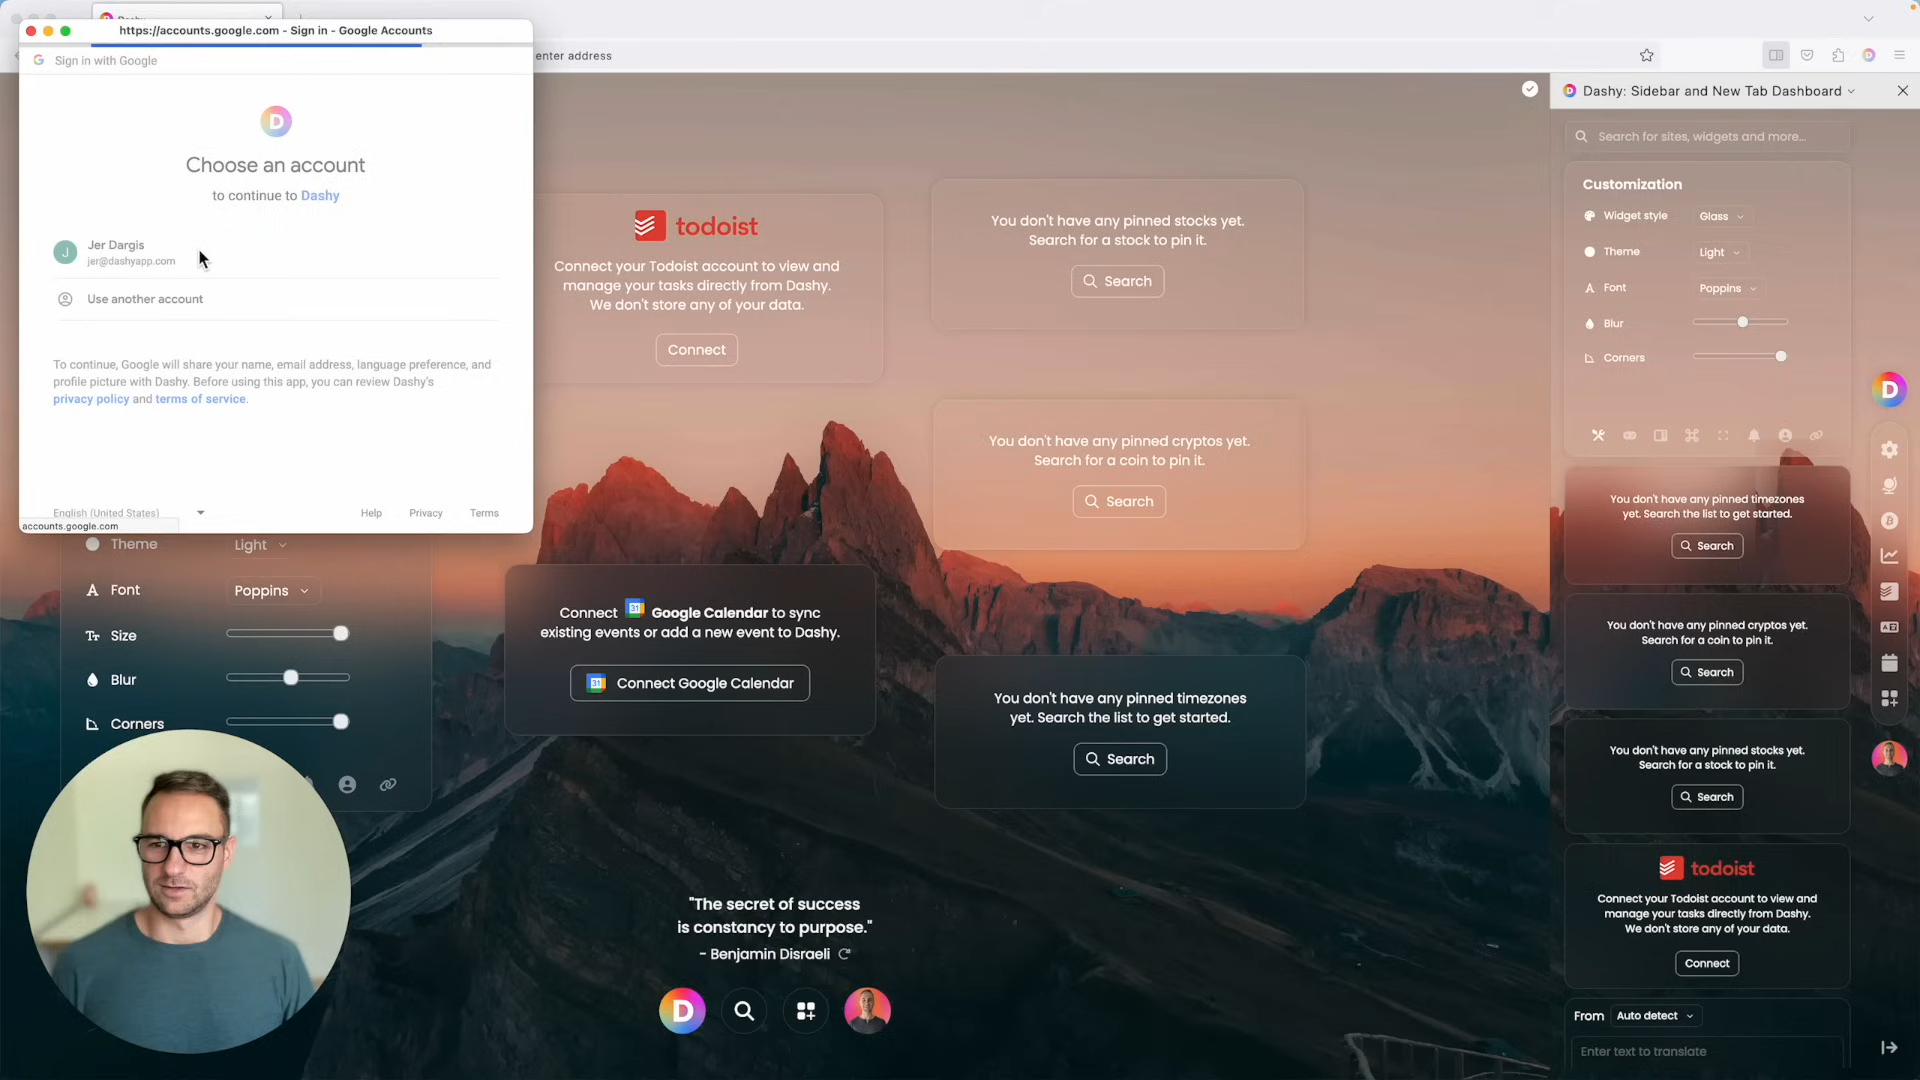 https://accounts.google.com - Sign in - Google Accounts
enter address
Sign in with Google
D
Choose an account
to continue to Dashy
J
Jer Dargis
jer@dashyapp.com
Use another account
To continue, Google will share your name, email address, language preference, and
profile picture with Dashy. Before using this app, you can review Dashy's
privacy policy and terms of service.
English (United States)
Help
Privacy
Terms
accounts.google.com
Theme
Light
Font
Poppins
Size
Blur
Corners
todoist
Connect your Todoist account to view and
manage your tasks directly from Dashy.
We don't store any of your data.
Connect
Connect 31 Google Calendar to sync
existing events or add a new event to Dashy.
31 Connect Google Calendar
You don't have any pinned stocks yet.
Search for a stock to pin it.
Search
You don't have any pinned cryptos yet.
Search for a coin to pin it.
Search
You don't have any pinned timezones
yet. Search the list to get started.
Search
"The secret of success
is constancy to purpose."
- Benjamin Disraeli
D
Dashy: Sidebar and New Tab Dashboard
Search for sites, widgets and more...
Customization
Widget style
Glass
Theme
Light
Font
Poppins
Blur
Corners
D
You don't have any pinned timezones
yet. Search the list to get started.
Search
You don't have any pinned cryptos yet.
Search for a coin to pin it.
Search
You don't have any pinned stocks yet.
Search for a stock to pin it.
Search
todoist
Connect your Todoist account to view and
manage your tasks directly from Dashy.
We don't store any of your data.
Connect
From
Auto detect
Enter text to translate